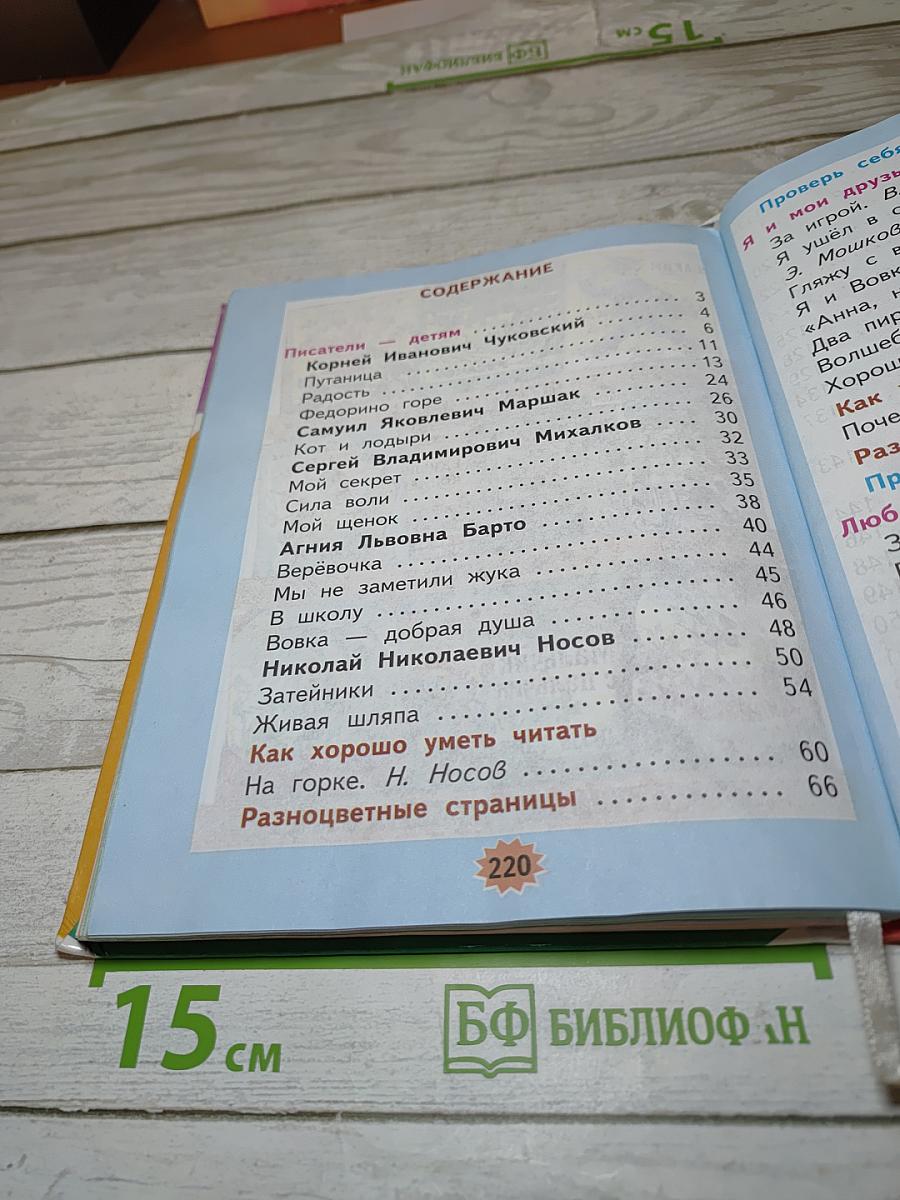 15 см
БФ БИБЛИОФАН
СОДЕРЖАНИЕ
Писатели — детям 3
Корней Иванович Чуковский 4
Путаница 6
Радость 11
Федорино горе 13
Самуил Яковлевич Маршак 24
Кот и лодыри 26
Сергей Владимирович Михалков 30
Мой секрет 32
Сила воли 33
Мой щенок 35
Агния Львовна Барто 38
Верёвочка 40
Мы не заметили жука 44
В школу 45
Вовка — добрая душа 46
Николай Николаевич Носов 48
Затейники 50
Живая шляпа 54
Как хорошо уметь читать
На горке. Н. Носов 60
Разноцветные страницы 66
220
Проверь себя
Я и мои друзь
За игрой. В
Я ушёл в
Э. Мошков
Гляжу с
Я и Вовк
«Анна,
Два пир
Волшеб
Хорош
Как
Поче
Раз
Пр
Люб
15 см
БФ БИБЛИОФ Н